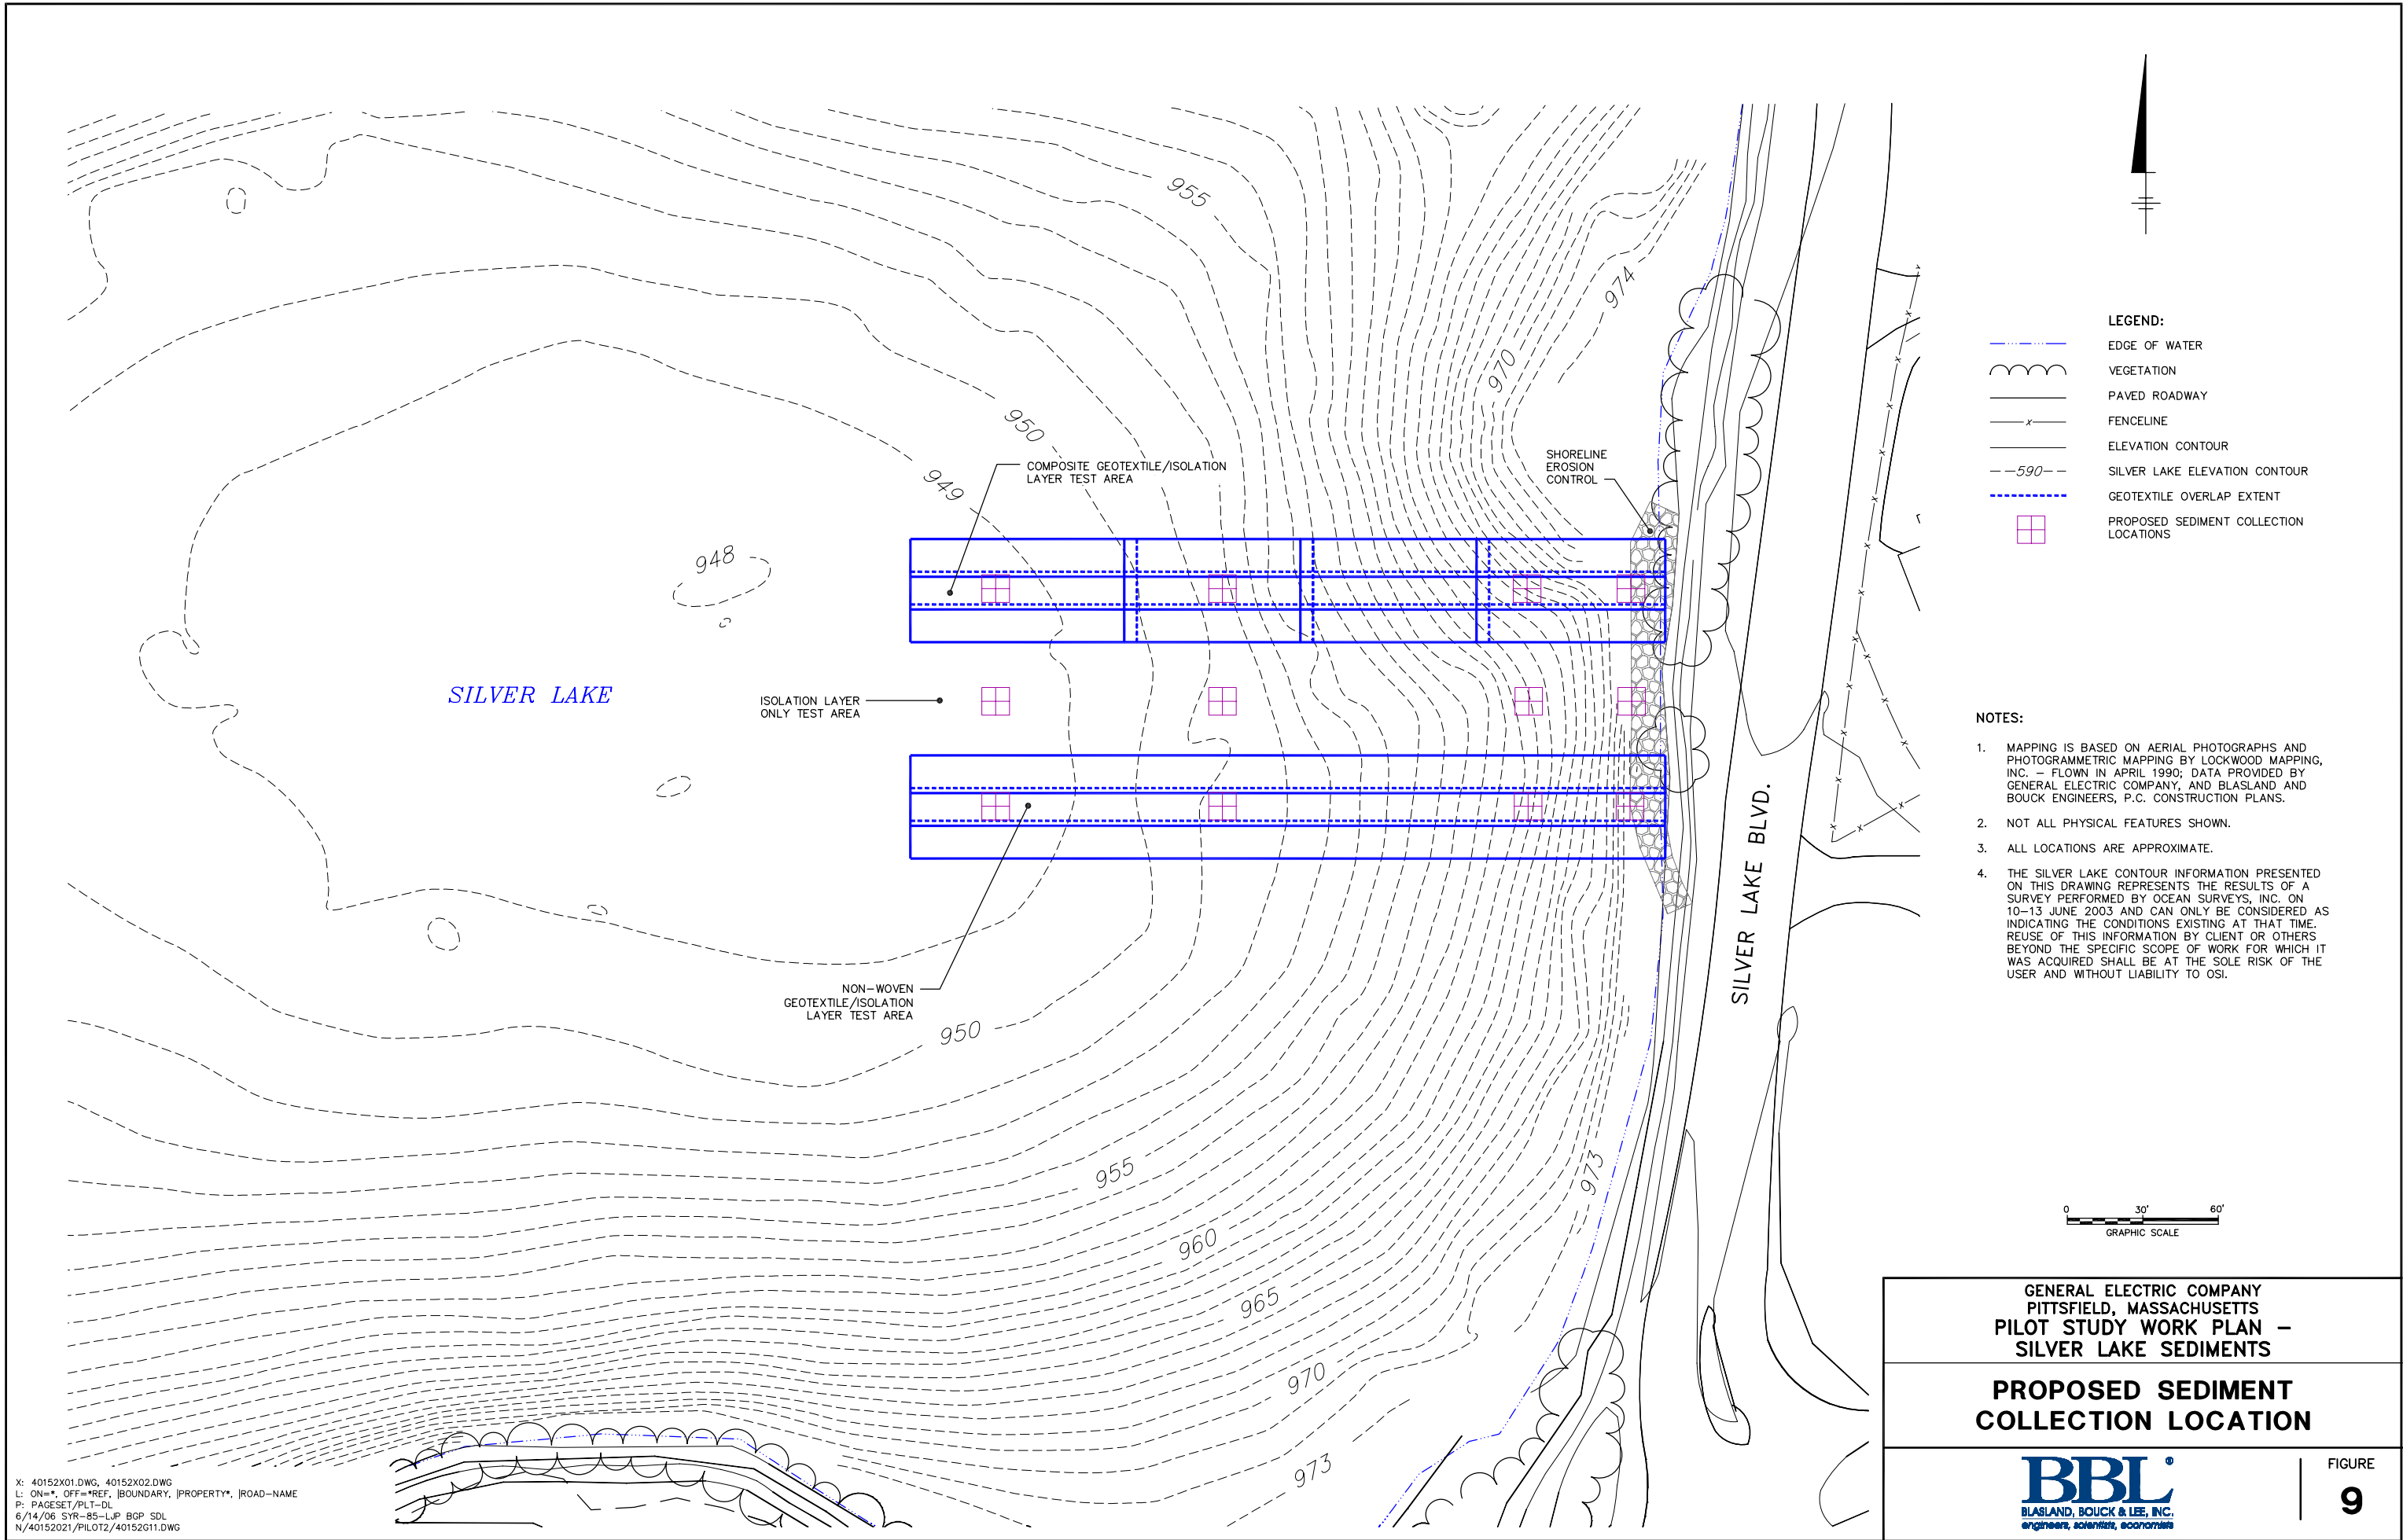 955
974
970
950
949
948
COMPOSITE GEOTEXTILE/ISOLATION
LAYER TEST AREA
SHORELINE
EROSION
CONTROL
SILVER LAKE
ISOLATION LAYER
ONLY TEST AREA
NON-WOVEN
GEOTEXTILE/ISOLATION
LAYER TEST AREA
950
955
960
965
970
973
973
SILVER LAKE BLVD.
LEGEND:
EDGE OF WATER
VEGETATION
PAVED ROADWAY
x
FENCELINE
ELEVATION CONTOUR
590
SILVER LAKE ELEVATION CONTOUR
GEOTEXTILE OVERLAP EXTENT
PROPOSED SEDIMENT COLLECTION
LOCATIONS
NOTES:
1. MAPPING IS BASED ON AERIAL PHOTOGRAPHS AND
PHOTOGRAMMETRIC MAPPING BY LOCKWOOD MAPPING,
INC. – FLOWN IN APRIL 1990; DATA PROVIDED BY
GENERAL ELECTRIC COMPANY, AND BLASLAND AND
BOUCK ENGINEERS, P.C. CONSTRUCTION PLANS.
2. NOT ALL PHYSICAL FEATURES SHOWN.
3. ALL LOCATIONS ARE APPROXIMATE.
4. THE SILVER LAKE CONTOUR INFORMATION PRESENTED
ON THIS DRAWING REPRESENTS THE RESULTS OF A
SURVEY PERFORMED BY OCEAN SURVEYS, INC. ON
10–13 JUNE 2003 AND CAN ONLY BE CONSIDERED AS
INDICATING THE CONDITIONS EXISTING AT THAT TIME.
REUSE OF THIS INFORMATION BY CLIENT OR OTHERS
BEYOND THE SPECIFIC SCOPE OF WORK FOR WHICH IT
WAS ACQUIRED SHALL BE AT THE SOLE RISK OF THE
USER AND WITHOUT LIABILITY TO OSI.
0 30' 60'
GRAPHIC SCALE
GENERAL ELECTRIC COMPANY
PITTSFIELD, MASSACHUSETTS
PILOT STUDY WORK PLAN –
SILVER LAKE SEDIMENTS
PROPOSED SEDIMENT
COLLECTION LOCATION
BBL®
BLASLAND, BOUCK & LEE, INC.
engineers, scientists, economists
FIGURE
9
X: 40152X01.DWG, 40152X02.DWG
L: ON=*, OFF=*REF, |BOUNDARY, |PROPERTY*, |ROAD-NAME
P: PAGESET/PLT-DL
6/14/06 SYR-85-LJP BGP SDL
N/40152021/PILOT2/40152G11.DWG